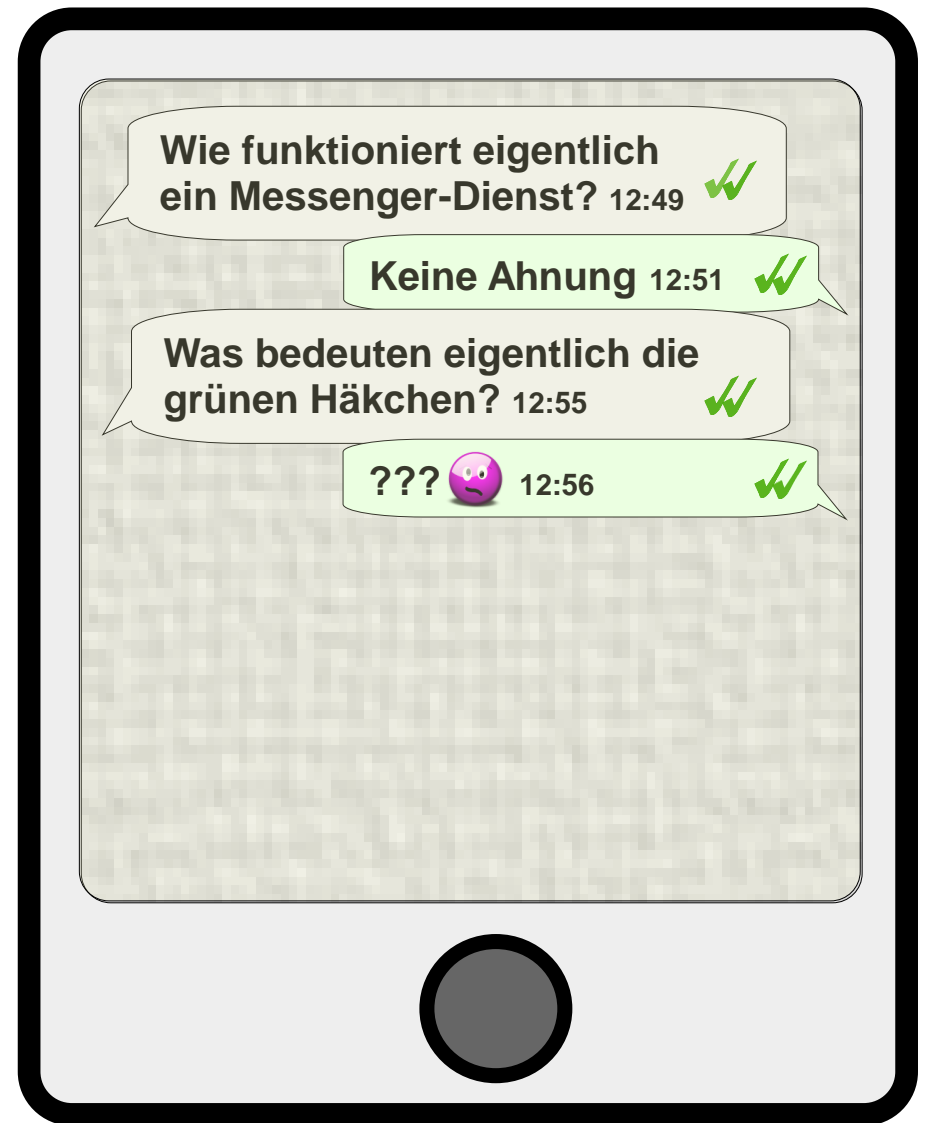 Wie funktioniert eigentlich
ein Messenger-Dienst? 12:49
Keine Ahnung 12:51
Was bedeuten eigentlich die
grünen Häkchen? 12:55
??? 12:56